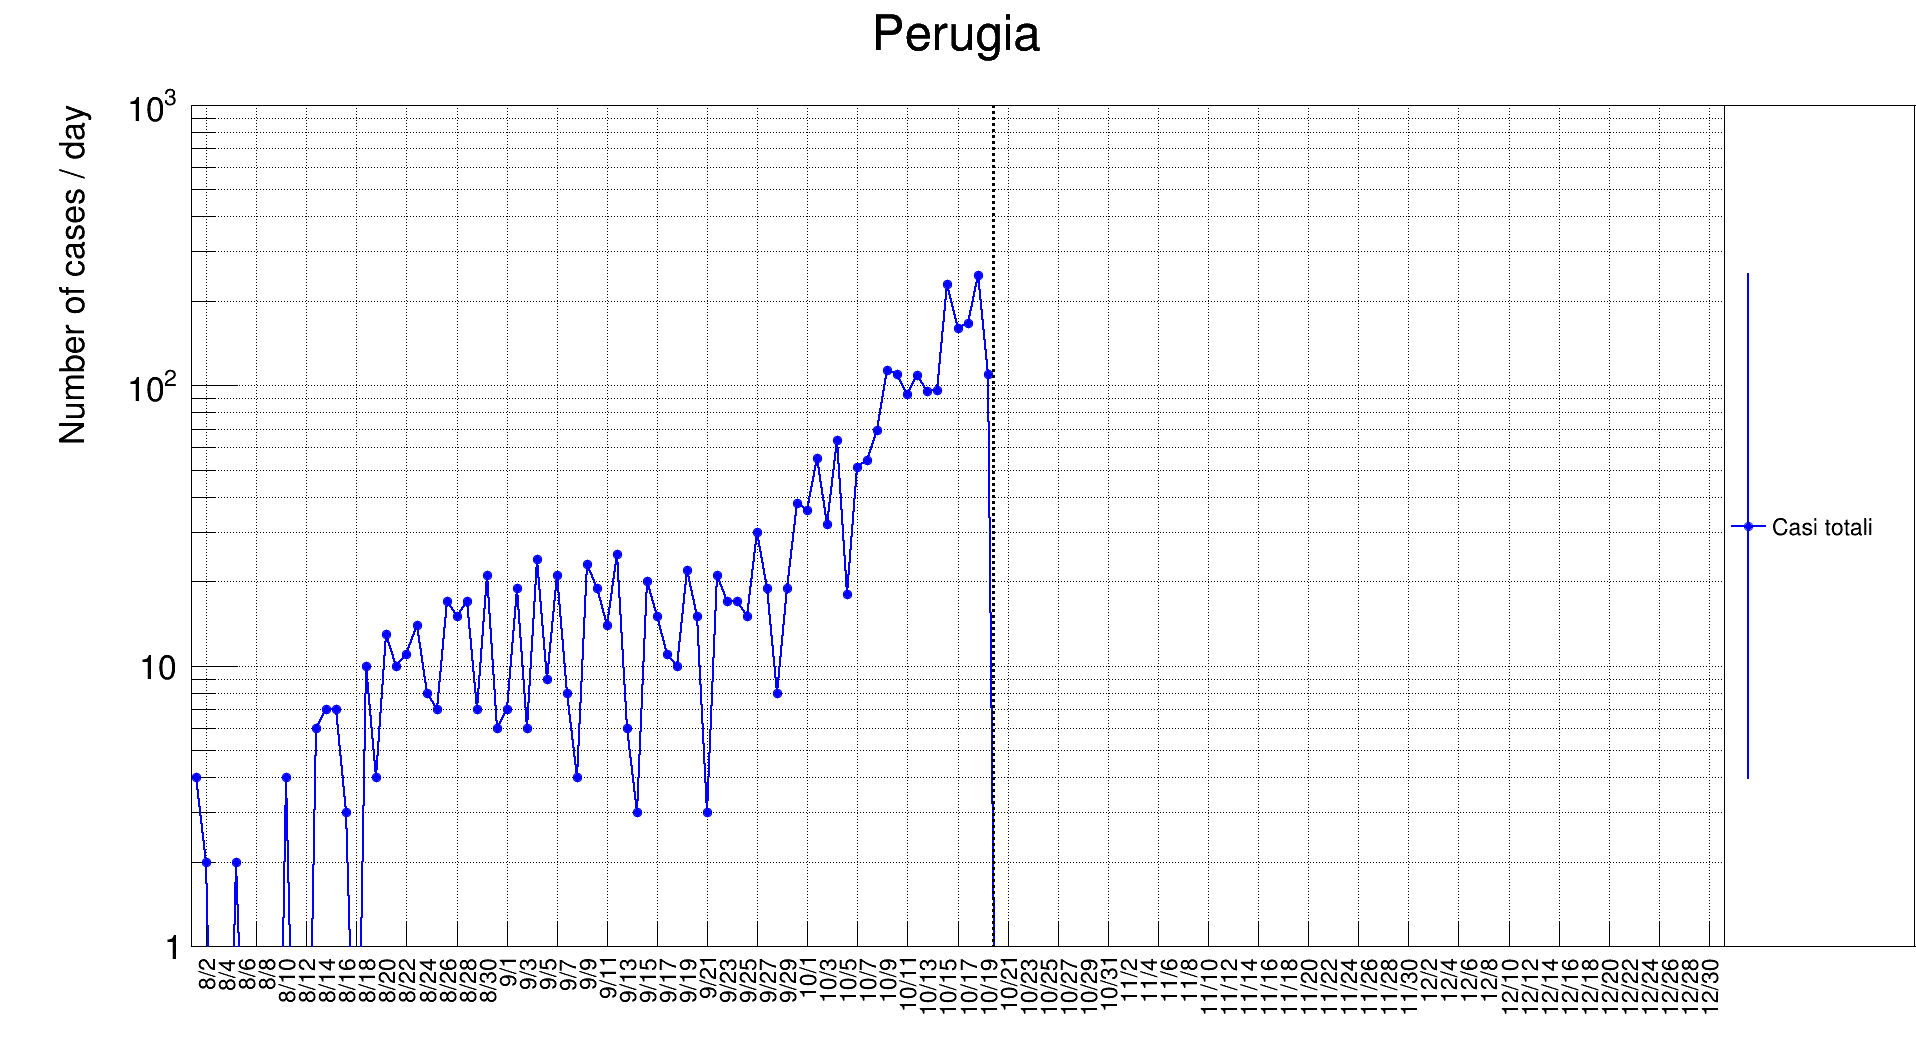 Perugia
Number of cases / day
10³
10²
10
1
8/2 8/4 8/6 8/8 8/10 8/12 8/14 8/16 8/18 8/20 8/22 8/24 8/26 8/28 8/30 9/1 9/3 9/5 9/7 9/9 9/11 9/13 9/15 9/17 9/19 9/21 9/23 9/25 9/27 9/29 10/1 10/3 10/5 10/7 10/9 10/11 10/13 10/15 10/17 10/19 10/21 10/23 10/25 10/27 10/29 10/31 11/2 11/4 11/6 11/8 11/10 11/12 11/14 11/16 11/18 11/20 11/22 11/24 11/26 11/28 11/30 12/2 12/4 12/6 12/8 12/10 12/12 12/14 12/16 12/18 12/20 12/22 12/24 12/26 12/28 12/30
Casi totali